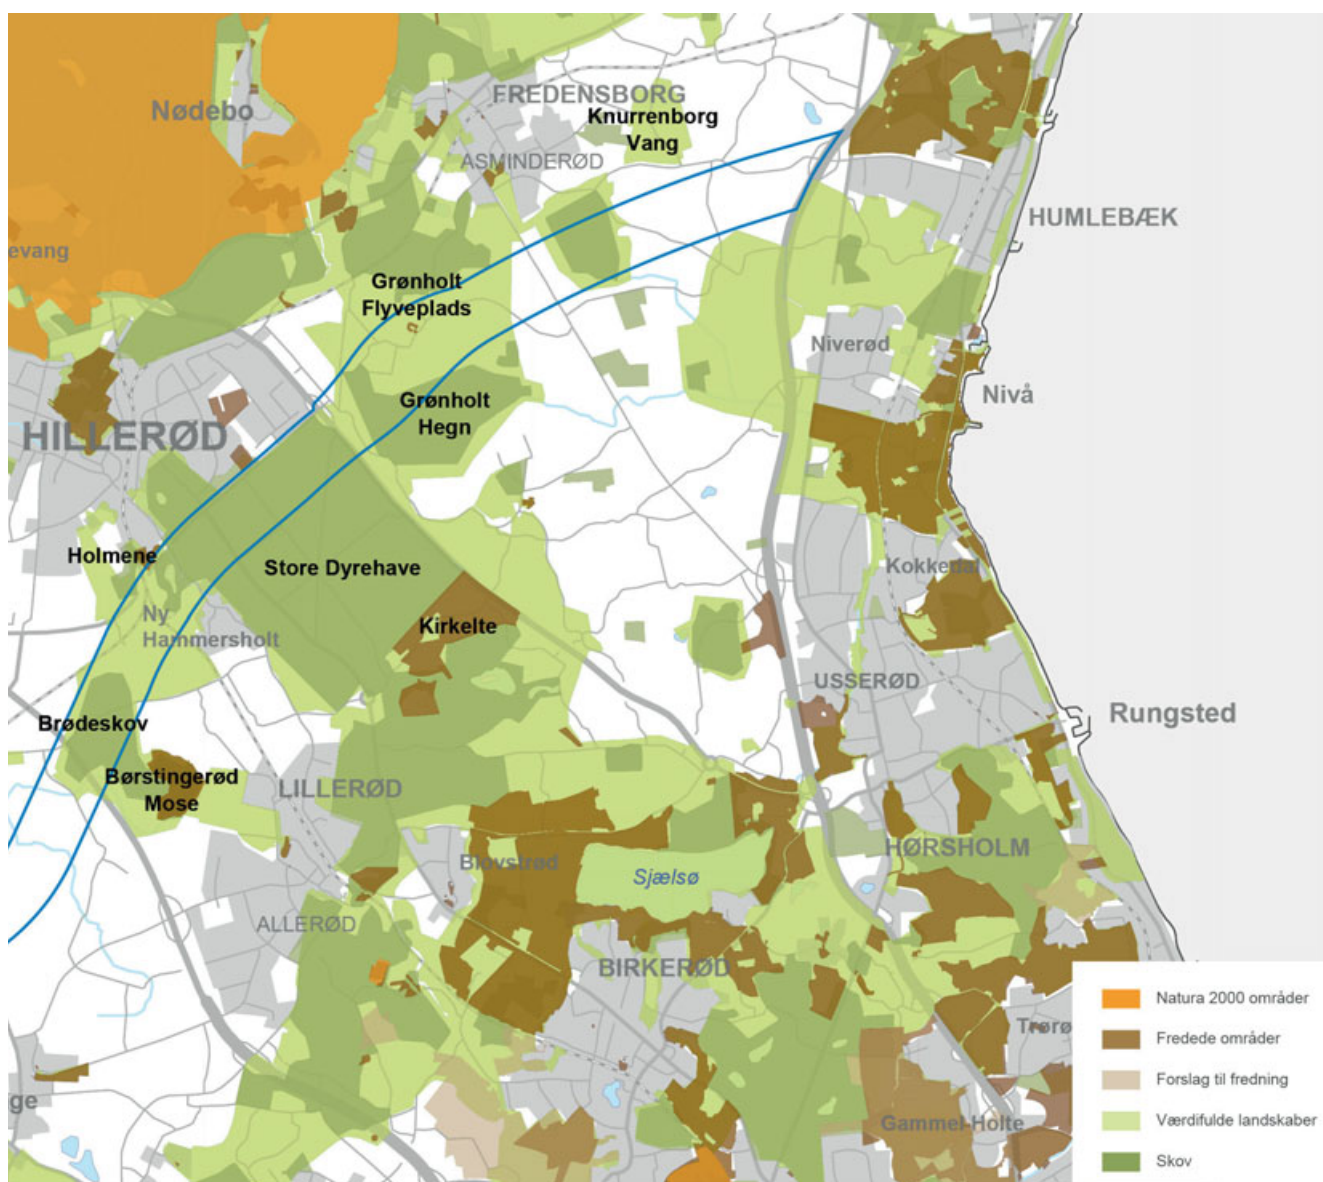 FREDENSBORG
Nødebo
Knurrenborg
Vang
ASMINDERØD
HUMLEBÆK
evang
Grønholt
Flyveplads
Niverød
Nivå
Grønholt
Hegn
HILLERØD
Holmene
Store Dyrehave
Kokkedal
Ny
Hammersholt
Kirkelte
USSERØD
Rungsted
Brødeskov
Børstingerød
Mose
LILLERØD
HØRSHOLM
Blovstrød
Sjælsø
ALLERØD
BIRKERØD
Natura 2000 områder
Trørø
Fredede områder
Forslag til fredning
ge
Gammel-Holte
Værdifulde landskaber
Skov